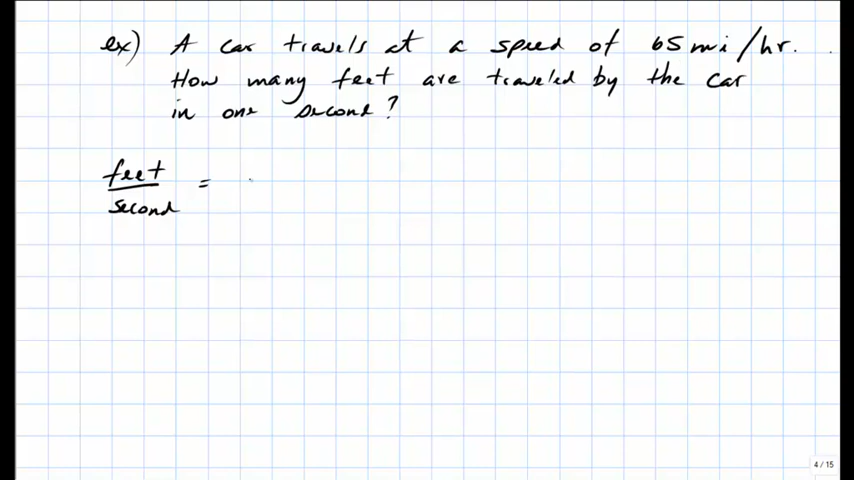 ex) A car travels at a speed of 65 mi/hr.
How many feet are traveled by the car
in one second?
feet
second =
4 / 15